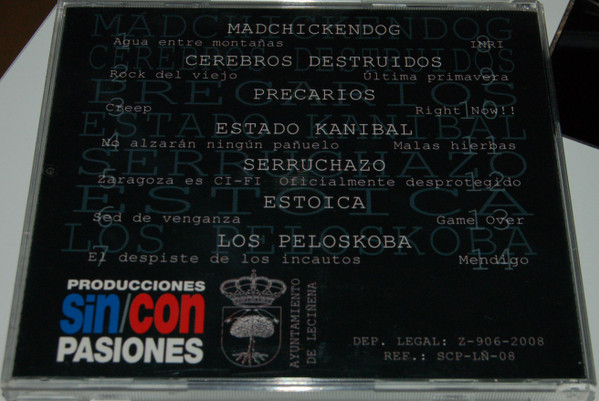 MADCHICKENDOG
Agua entre montañas INRI
CEREBROS DESTRUIDOS
Rock del viejo Última primavera
PRECARIOS
Creep Right Now!!
ESTADO KANIBAL
No alzarán ningún pañuelo Malas hierbas
SERRUCHAZO
Zaragoza es CI-FI Oficialmente desprotegido
ESTOICA
Sed de venganza Game Over
LOS PELOSKOBA
El despiste de los incautos Mendigo
PRODUCCIONES
sin/con
PASIONES
AYUNTAMIENTO
DE LECIÑENA
DEP. LEGAL: Z-906-2008
REF.: SCP-LÑ-08